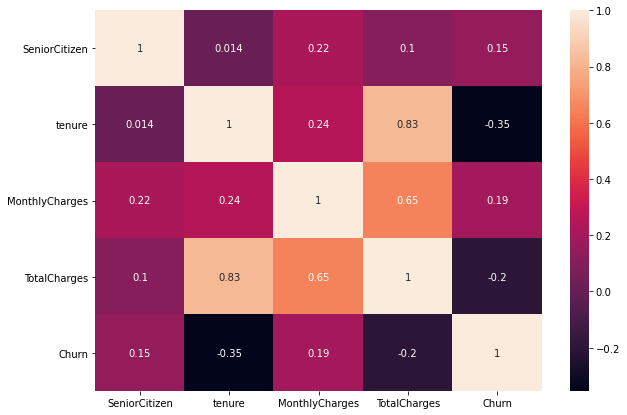 SeniorCitizen 1 0.014 0.22 0.1 0.15
tenure 0.014 1 0.24 0.83 -0.35
MonthlyCharges 0.22 0.24 1 0.65 0.19
TotalCharges 0.1 0.83 0.65 1 -0.2
Churn 0.15 -0.35 0.19 -0.2 1
SeniorCitizen tenure MonthlyCharges TotalCharges Churn
1.0
0.8
0.6
0.4
0.2
0.0
−0.2